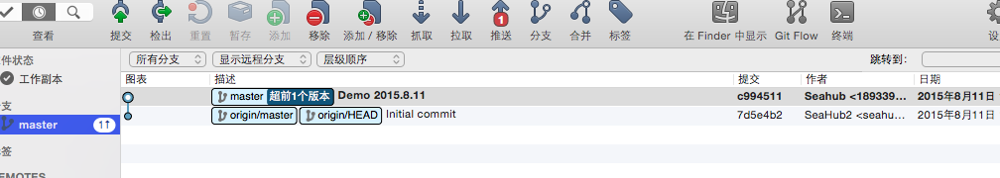 1
查看 提交 检出 重置 暂存 添加 移除 添加 / 移除 抓取 拉取 推送 分支 合并 标签 在 Finder 中显示 Git Flow 终端 设
件状态 所有分支 显示远程分支 层级顺序 跳转到:
工作副本 图表 描述 提交 作者 日期
master 超前1个版本 Demo 2015.8.11 c994511 Seahub <189339... 2015年8月11日
支 origin/master origin/HEAD Initial commit 7d5e4b2 SeaHub2 <seahu... 2015年8月11日
master 1↑
签
EMOTES